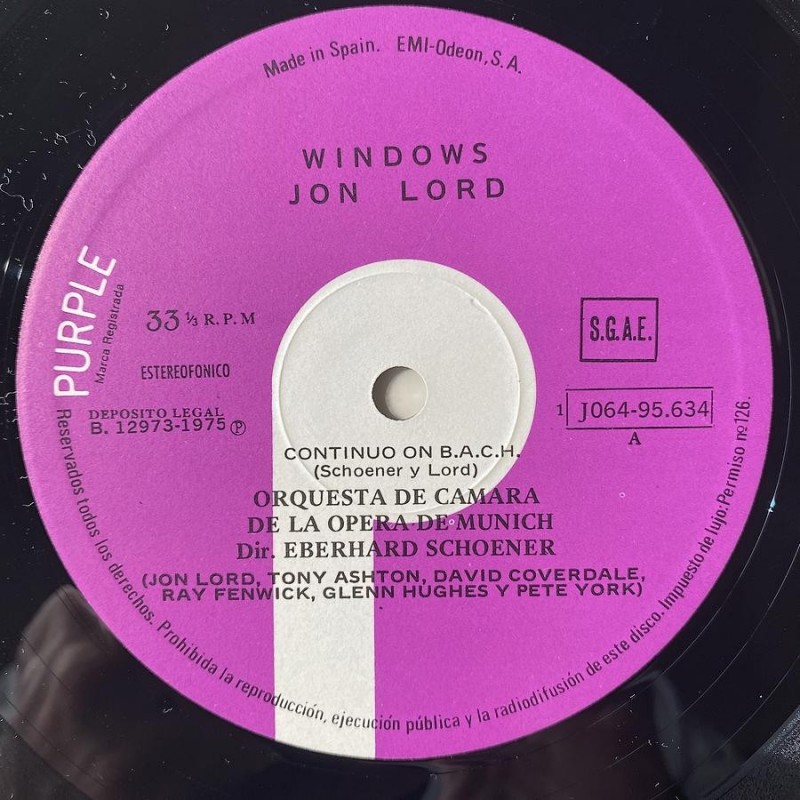 Made in Spain. EMI-Odeon, S.A.
WINDOWS
JON LORD
PURPLE
Marca Registrada
33 ⅓ R.P.M
ESTEREOFONICO
DEPOSITO LEGAL
B. 12973-1975 Ⓟ
S.G.A.E.
1 J064-95.634
A
CONTINUO ON B.A.C.H.
(Schoener y Lord)
ORQUESTA DE CAMARA
DE LA OPERA DE MUNICH
Dir. EBERHARD SCHOENER
(JON LORD, TONY ASHTON, DAVID COVERDALE,
RAY FENWICK, GLENN HUGHES Y PETE YORK)
Reservados todos los derechos. Prohibida la reproducción, ejecución pública y la radiodifusión de este disco. Impuesto de lujo: Permiso nº 126.